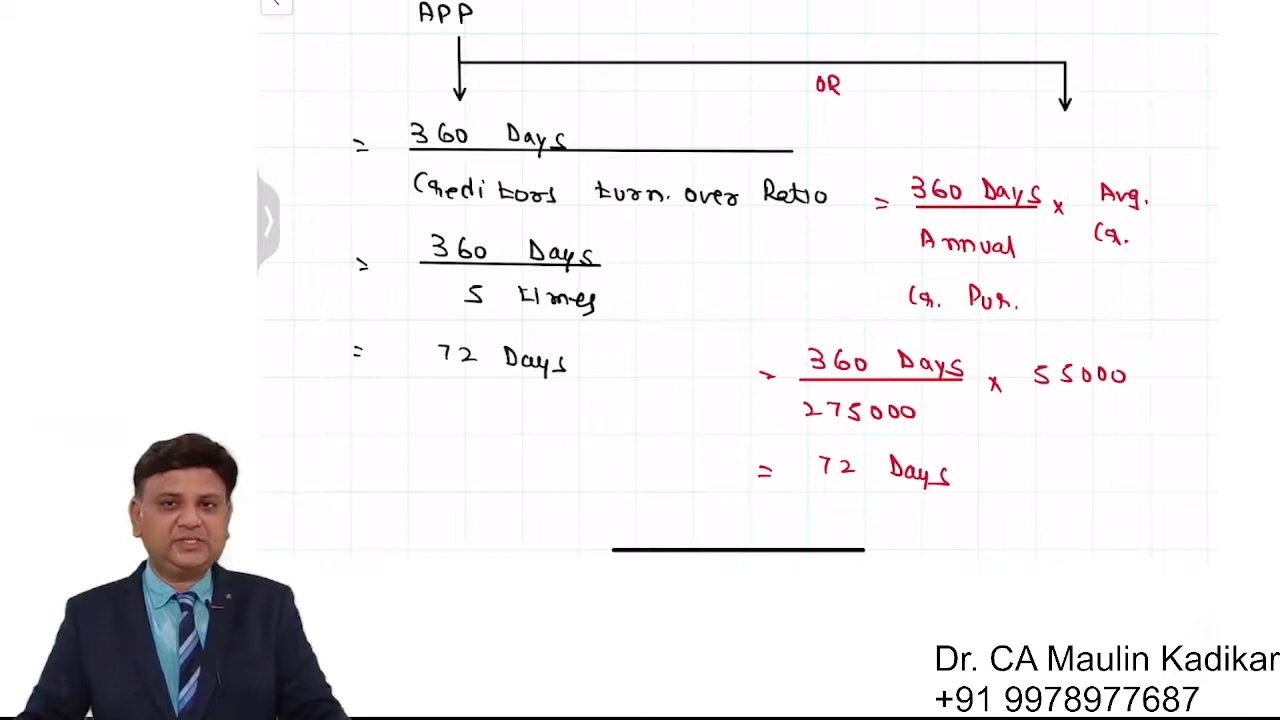 APP
OR
= 360 Days
Creditors turn. over Ratio
= 360 Days
5 times
= 72 Days
= 360 Days × Avg. Cr.
Annual
Cr. Pur.
= 360 Days × 55000
275000
= 72 Days
Dr. CA Maulin Kadikar
+91 9978977687